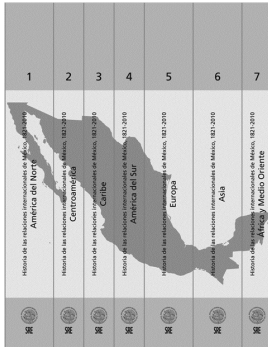 1
2
3
4
5
6
7
Historia de las relaciones internacionales de México, 1821-2010
América del Norte
Historia de las relaciones internacionales de México, 1821-2010
Centroamérica
Historia de las relaciones internacionales de México, 1821-2010
Caribe
Historia de las relaciones internacionales de México, 1821-2010
América del Sur
Historia de las relaciones internacionales de México, 1821-2010
Europa
Historia de las relaciones internacionales de México, 1821-2010
Asia
Historia de las relaciones internacionales de México, 1821-2010
África y Medio Oriente
SRE
SRE
SRE
SRE
SRE
SRE
SRE